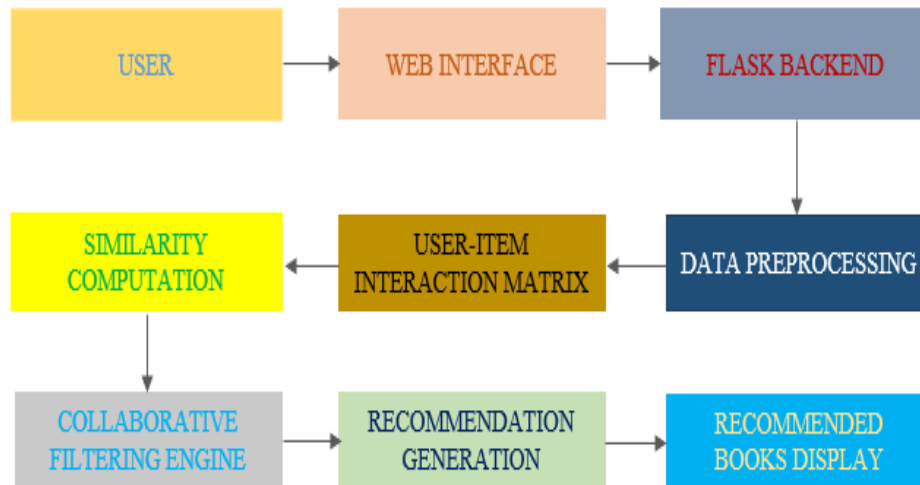 USER
WEB INTERFACE
FLASK BACKEND
SIMILARITY
COMPUTATION
USER-ITEM
INTERACTION MATRIX
DATA PREPROCESSING
COLLABORATIVE
FILTERING ENGINE
RECOMMENDATION
GENERATION
RECOMMENDED
BOOKS DISPLAY